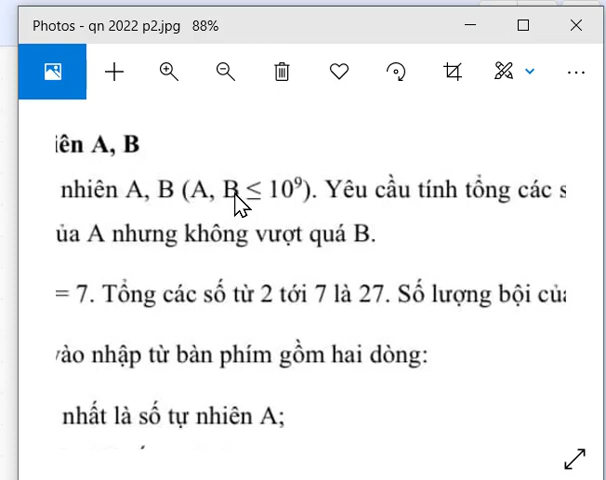 Photos - qn 2022 p2.jpg 88%
iên A, B
nhiên A, B (A, B ≤ 10⁹). Yêu cầu tính tổng các s
ủa A nhưng không vượt quá B.
= 7. Tổng các số từ 2 tới 7 là 27. Số lượng bội củ
vào nhập từ bàn phím gồm hai dòng:
nhất là số tự nhiên A;